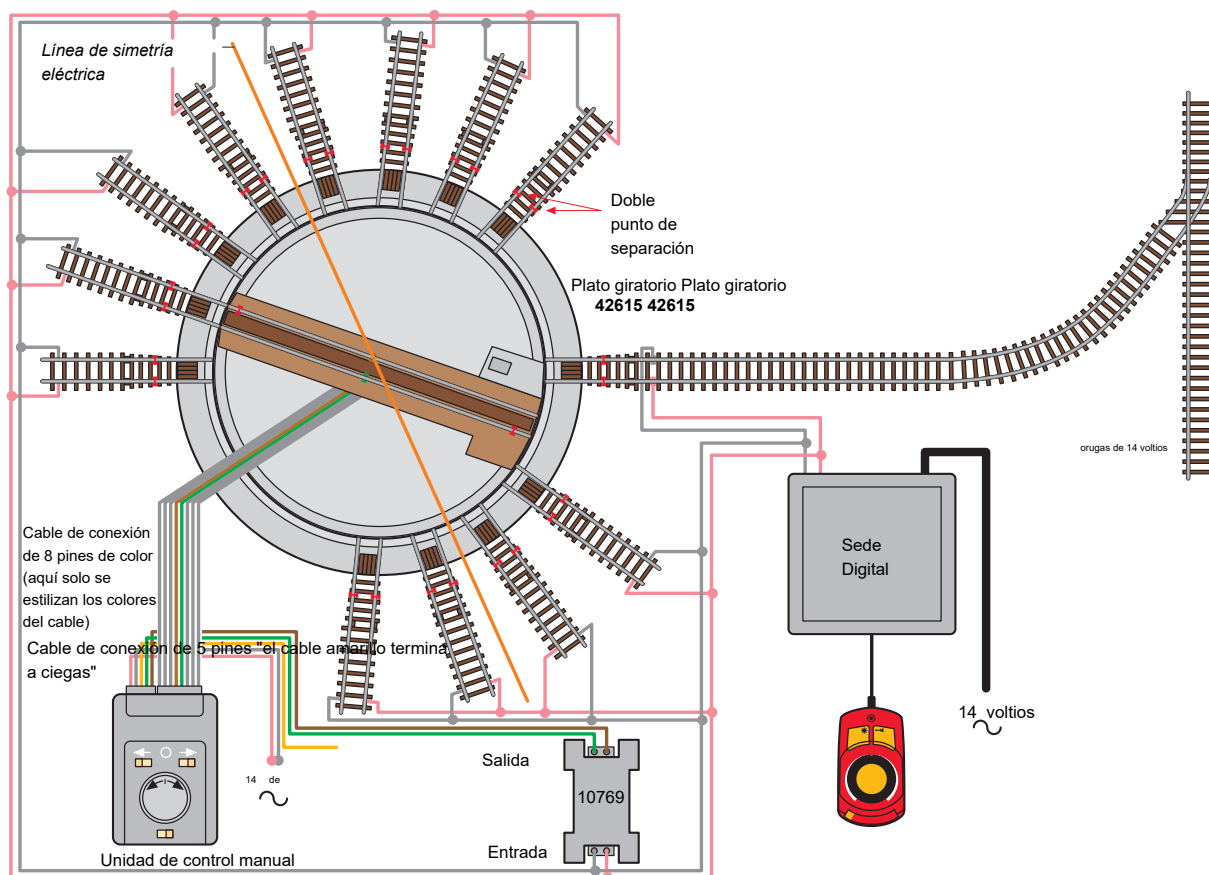 Línea de simetría
eléctrica
Doble
punto de
separación
Plato giratorio Plato giratorio
42615 42615
orugas de 14 voltios
Cable de conexión
de 8 pines de color
(aquí solo se
estilizan los colores
del cable)
Cable de conexión de 5 pines "el cable amarillo termina
a ciegas"
Sede
Digital
14 voltios
14 de
Salida
10769
Entrada
Unidad de control manual